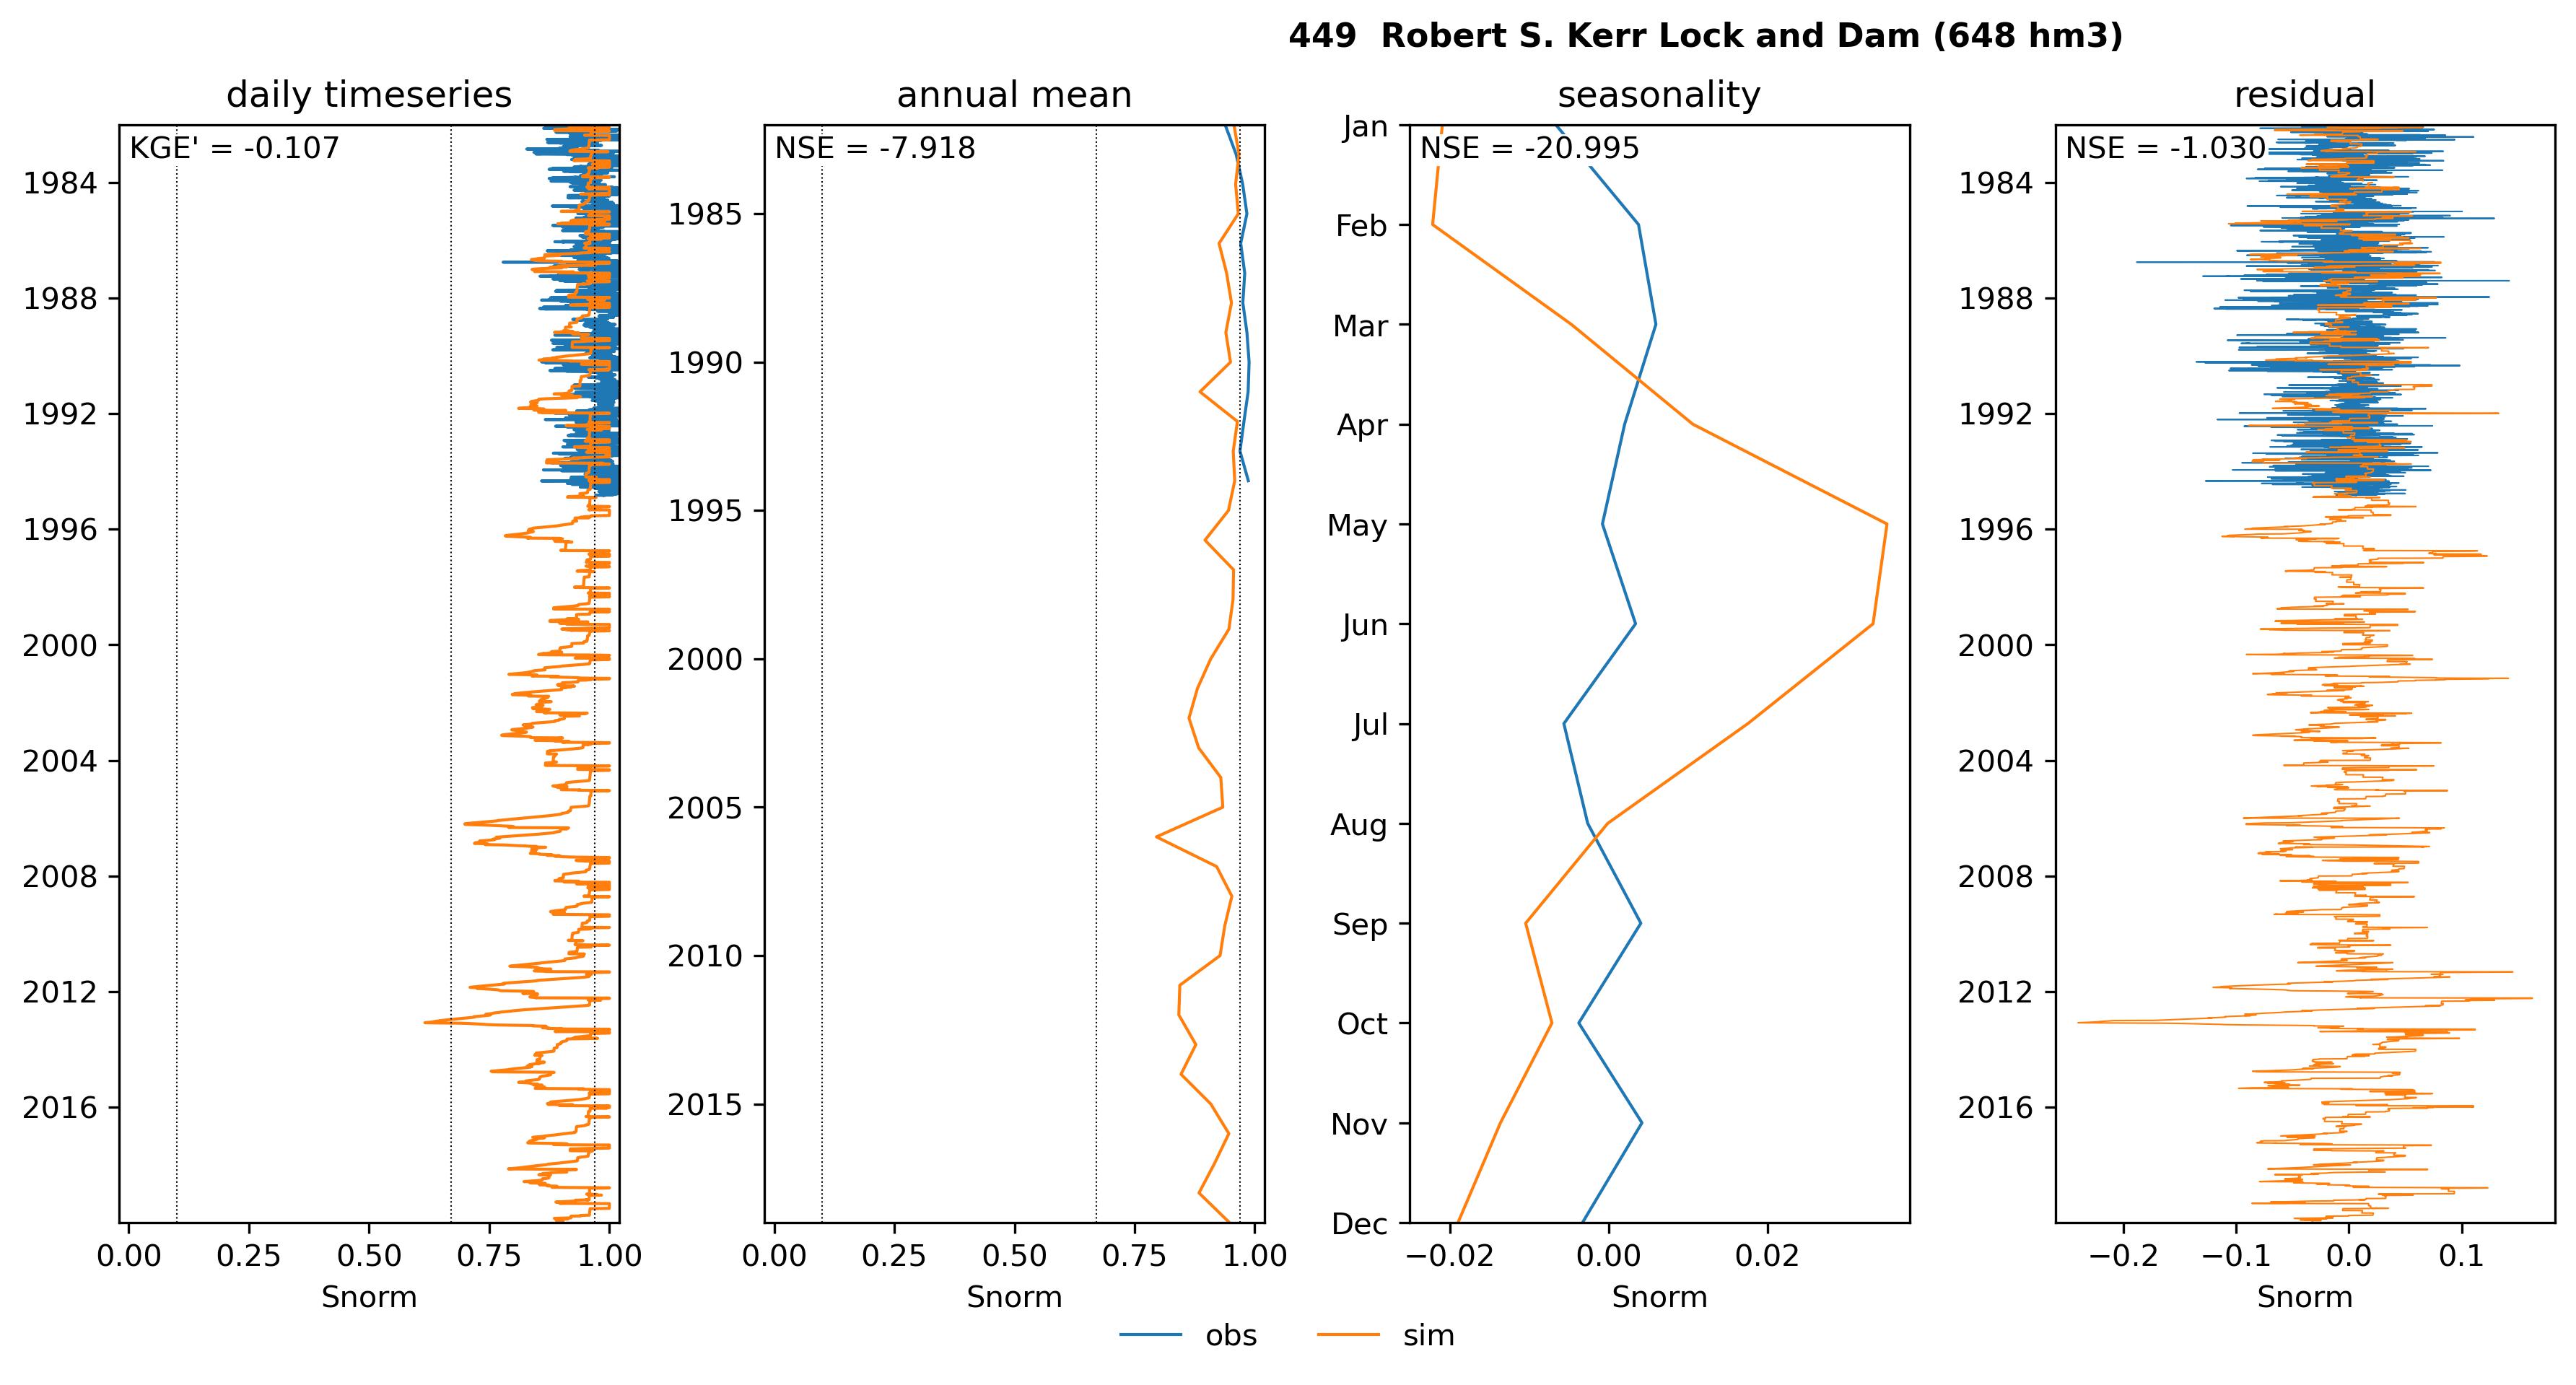 449  Robert S. Kerr Lock and Dam (648 hm3)
daily timeseries
KGE' = -0.107
1984
1988
1992
1996
2000
2004
2008
2012
2016
0.00 0.25 0.50 0.75 1.00
Snorm
annual mean
NSE = -7.918
1985
1990
1995
2000
2005
2010
2015
0.00 0.25 0.50 0.75 1.00
Snorm
seasonality
NSE = -20.995
Jan
Feb
Mar
Apr
May
Jun
Jul
Aug
Sep
Oct
Nov
Dec
−0.02 0.00 0.02
Snorm
residual
NSE = -1.030
1984
1988
1992
1996
2000
2004
2008
2012
2016
−0.2 −0.1 0.0 0.1
Snorm
obs sim